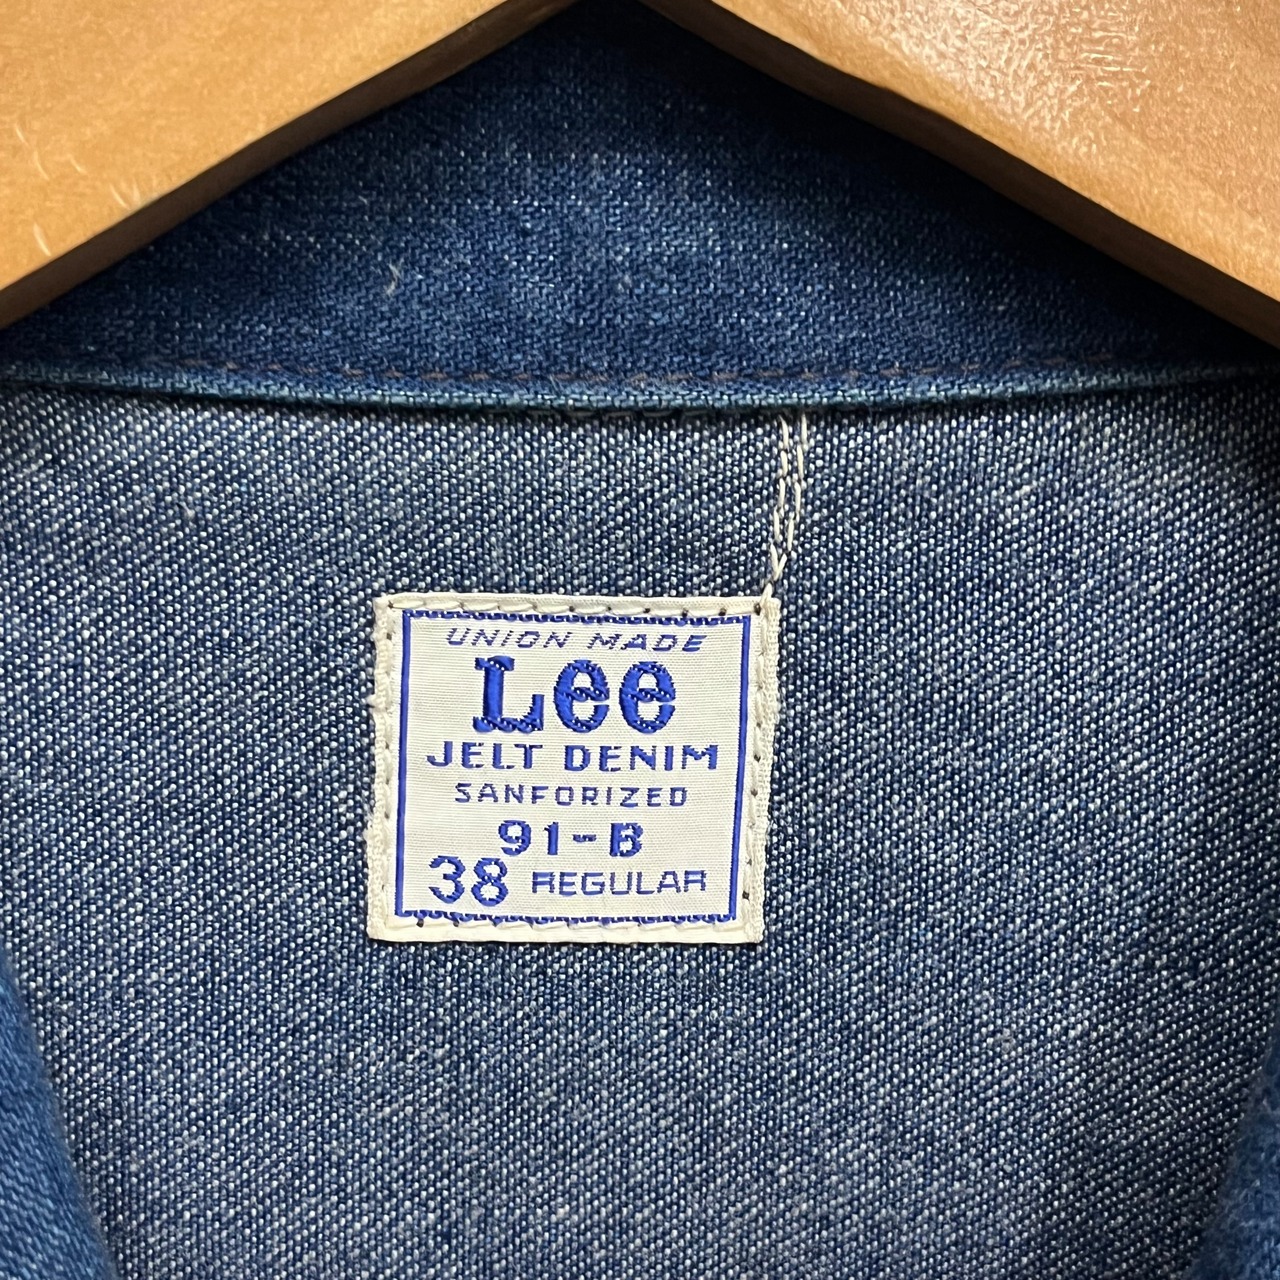 UNION MADE
Lee
JELT DENIM
SANFORIZED
91-B
38 REGULAR